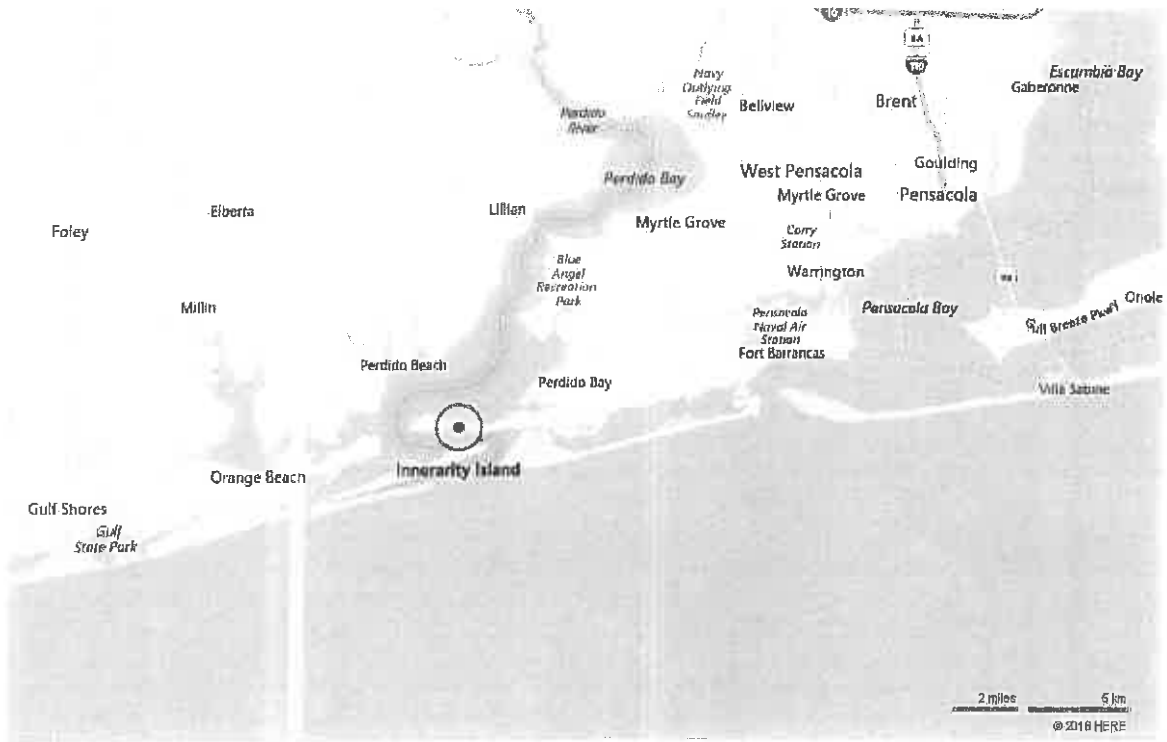 Escambia Bay
Gaberonne
Navy
Outlying
Field
Saufley
Bellview
Brent
Perdido
River
Goulding
Perdido Bay
West Pensacola
Myrtle Grove
Pensacola
Elberta
Lillian
Myrtle Grove
Foley
Corry
Station
Blue
Angel
Recreation
Park
Warrington
98
Oriole
Miflin
Pensacola Bay
Gulf Breeze Pkwy
Pensacola
Naval Air
Station
Fort Barrancas
Perdido Beach
Perdido Bay
Villa Sabine
Innerarity Island
Orange Beach
Gulf Shores
Gulf
State Park
2 miles
5 km
© 2016 HERE